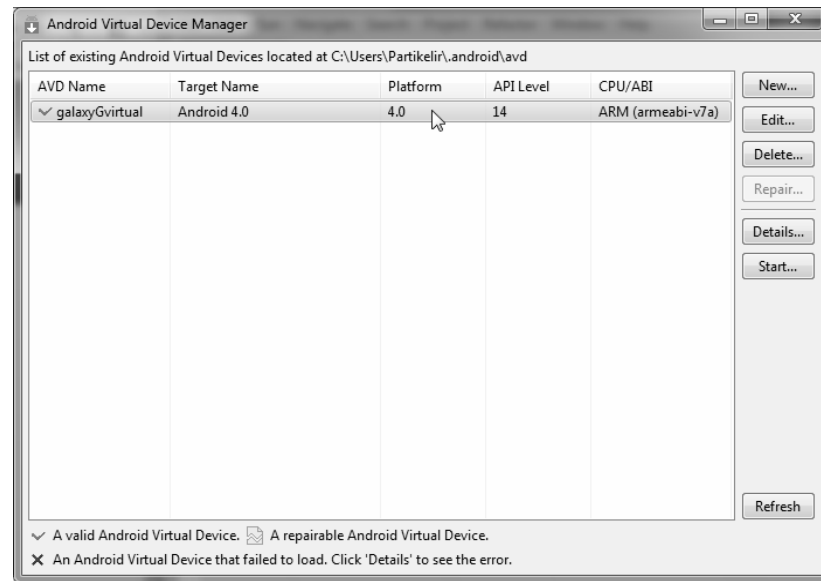 Android Virtual Device Manager
List of existing Android Virtual Devices located at C:\Users\Partikelir\.android\avd
AVD Name Target Name Platform API Level CPU/ABI
galaxyGvirtual Android 4.0 4.0 14 ARM (armeabi-v7a)
New...
Edit...
Delete...
Repair...
Details...
Start...
Refresh
A valid Android Virtual Device. A repairable Android Virtual Device.
An Android Virtual Device that failed to load. Click 'Details' to see the error.